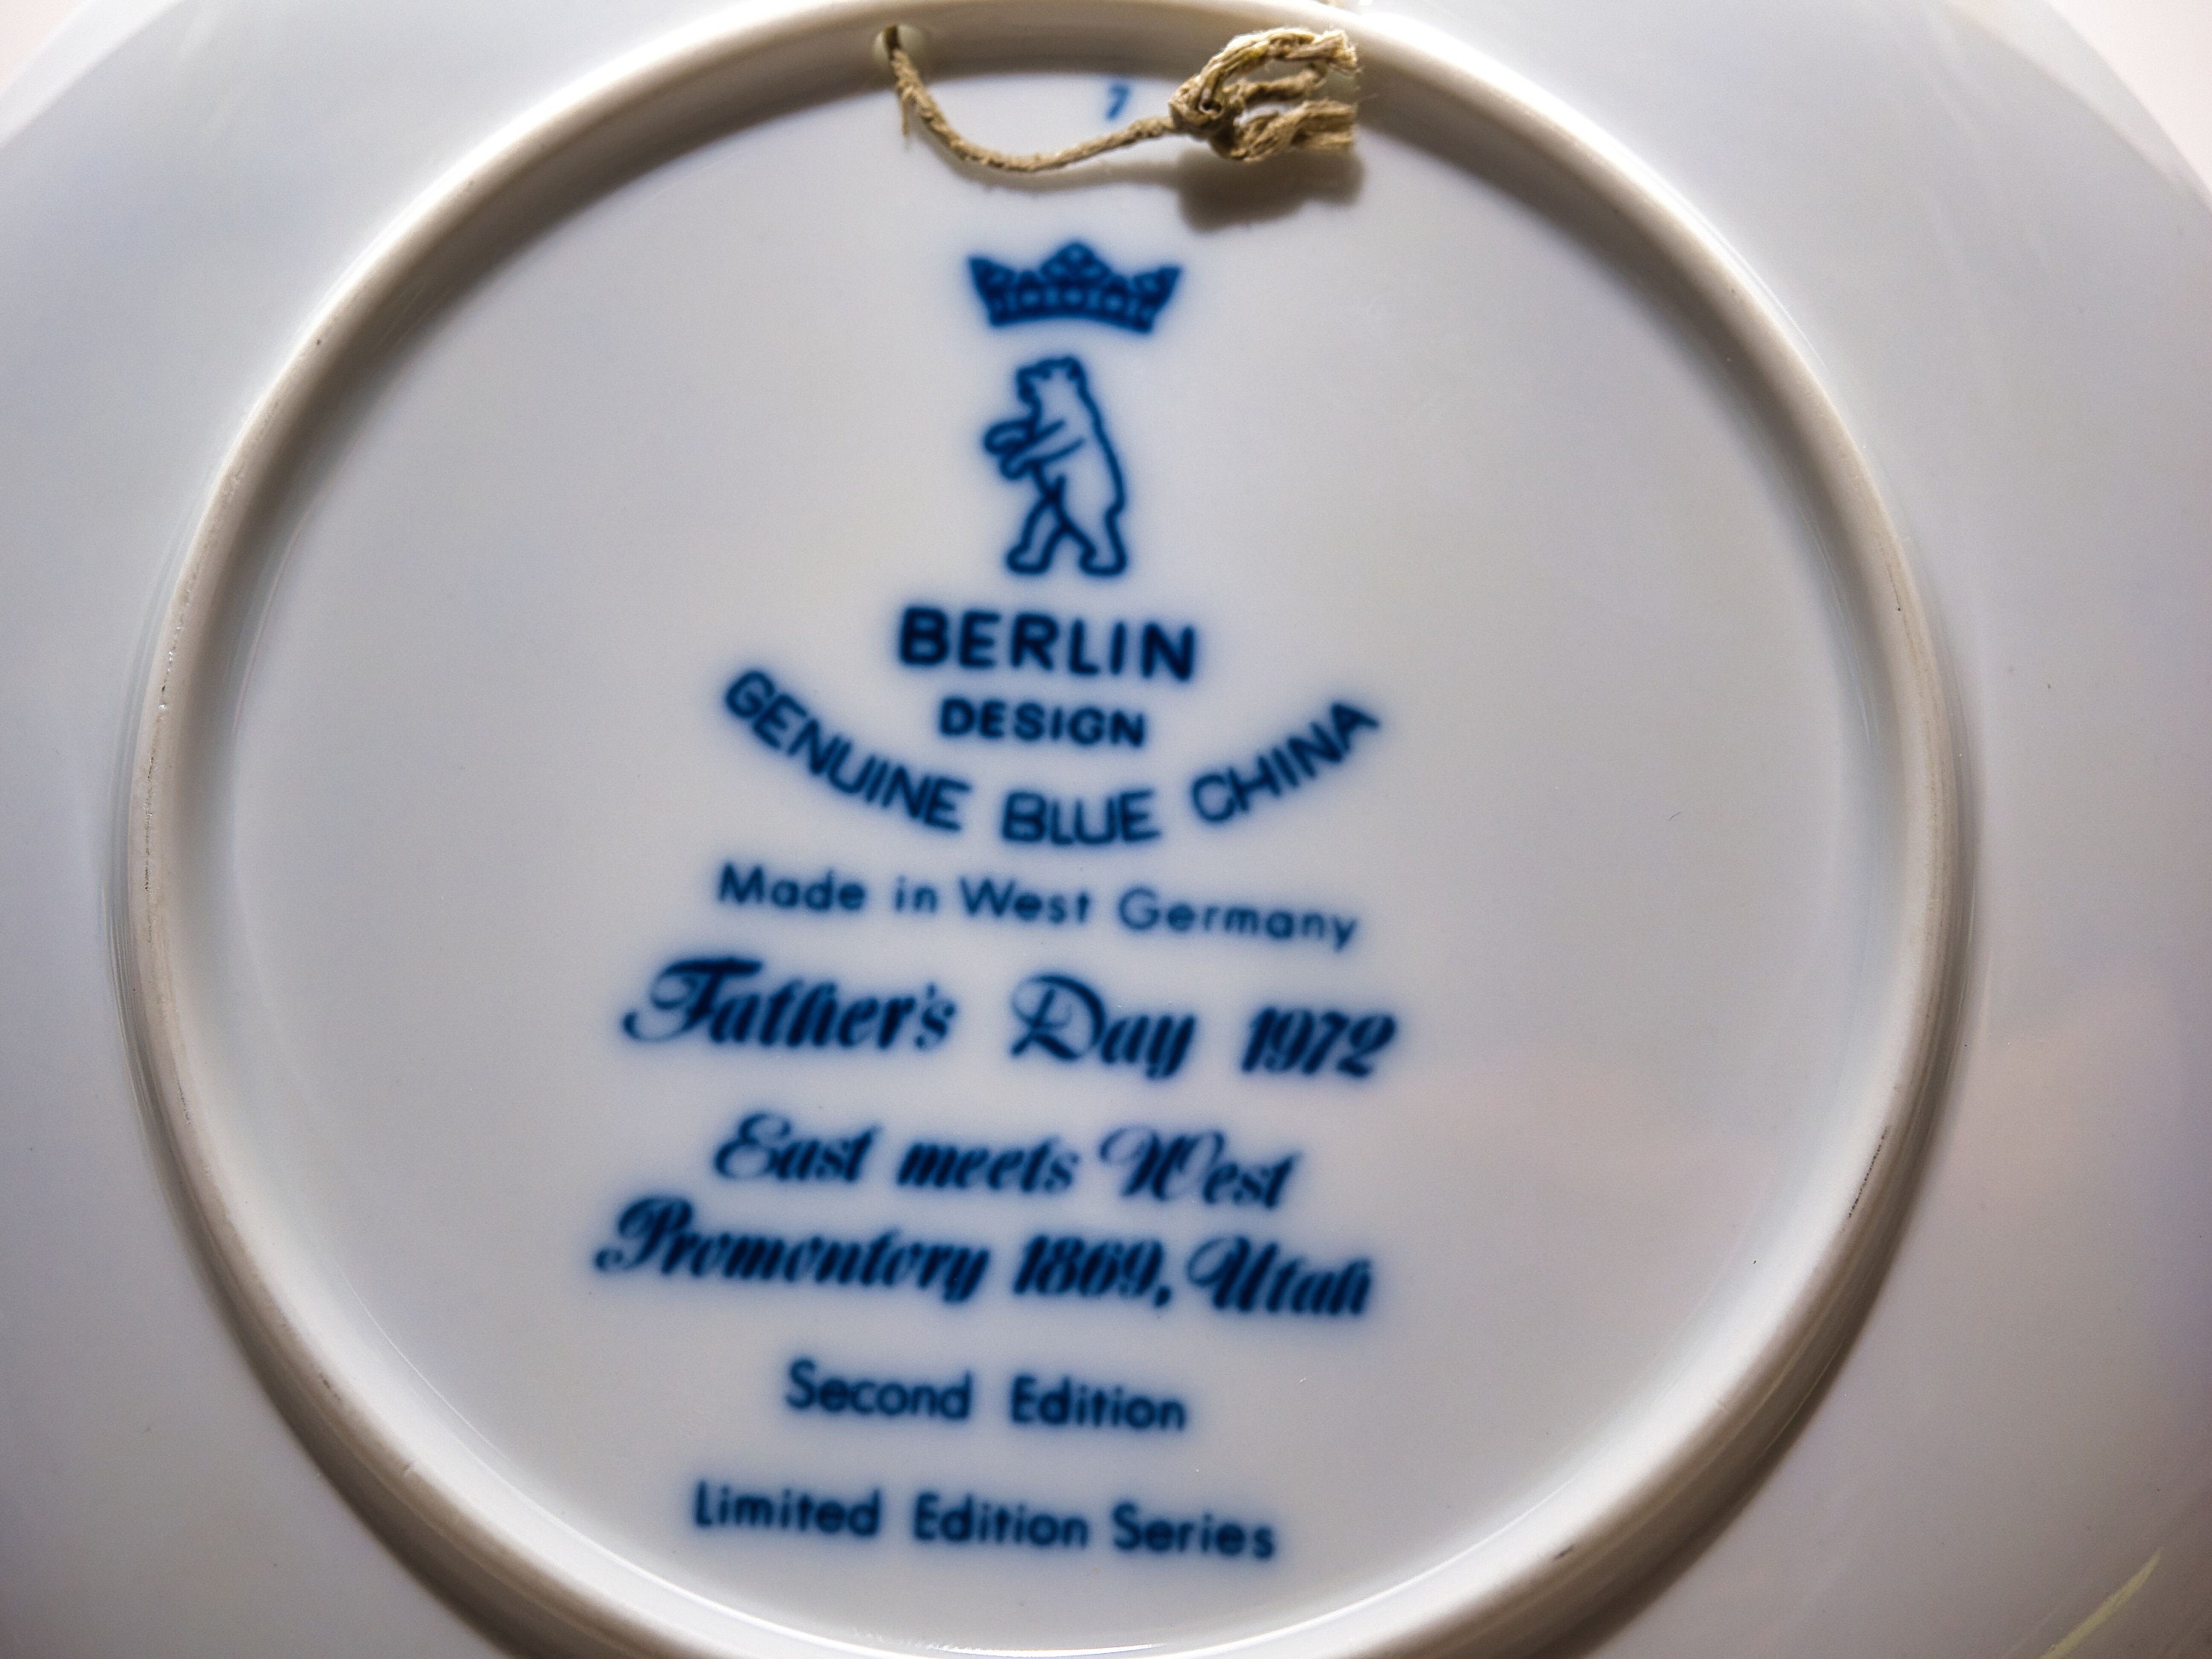 7
BERLIN
DESIGN
GENUINE BLUE CHINA
Made in West Germany
Father's Day 1972
East meets West
Promontory 1869, Utah
Second Edition
Limited Edition Series